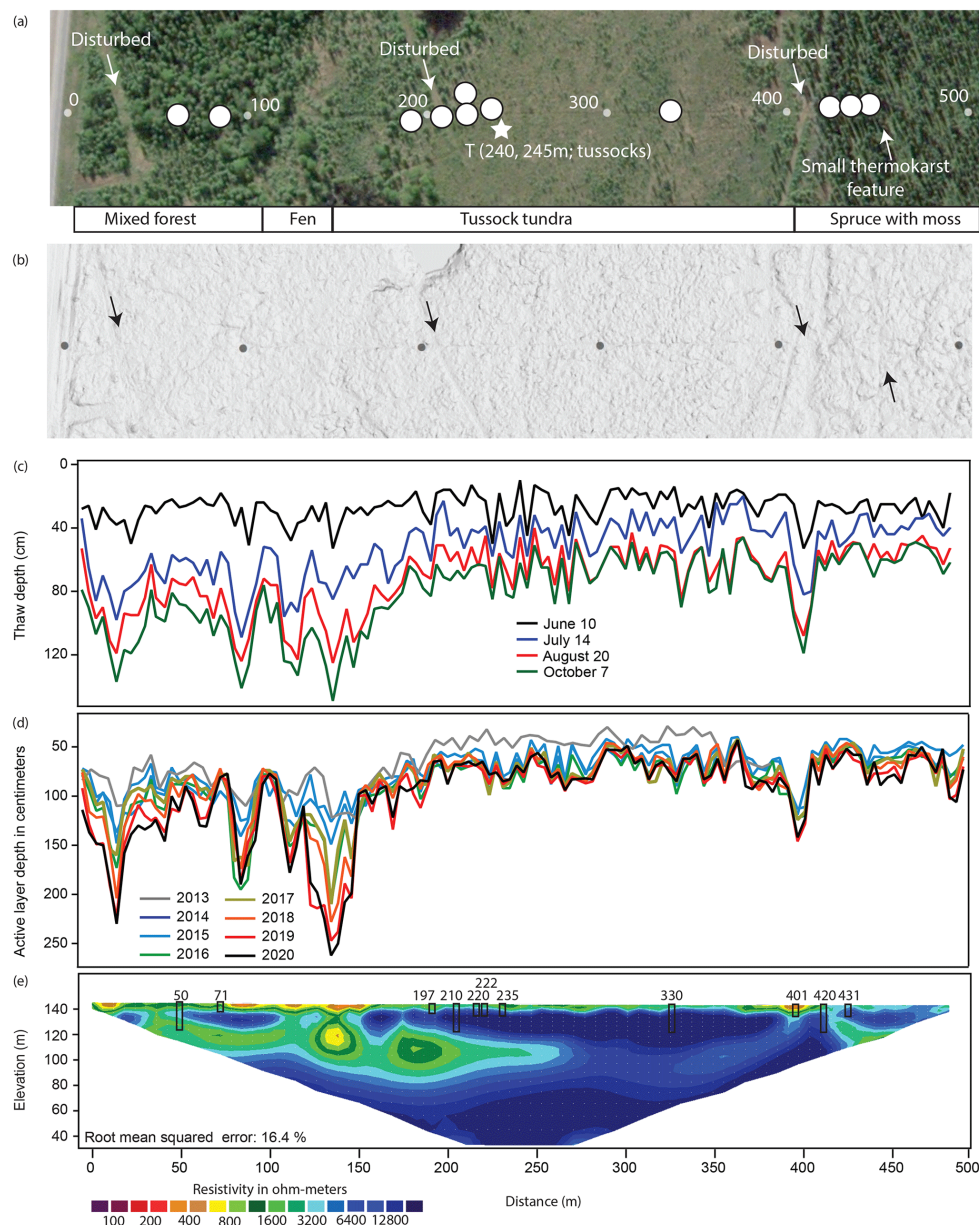 (a)
Disturbed
Disturbed
Disturbed
0
100
200
300
400
500
T (240, 245m; tussocks)
Small thermokarst
feature
Mixed forest
Fen
Tussock tundra
Spruce with moss
(b)
(c)
0
40
80
120
Thaw depth (cm)
June 10
July 14
August 20
October 7
(d)
50
100
150
200
250
Active layer depth in centimeters
2013
2014
2015
2016
2017
2018
2019
2020
(e)
140
120
100
80
60
40
Elevation (m)
222
50
71
197
210
220
235
330
401
420
431
Root mean squared error: 16.4 %
0
50
100
150
200
250
300
350
400
450
500
Resistivity in ohm-meters
Distance (m)
100
200
400
800
1600
3200
6400
12800